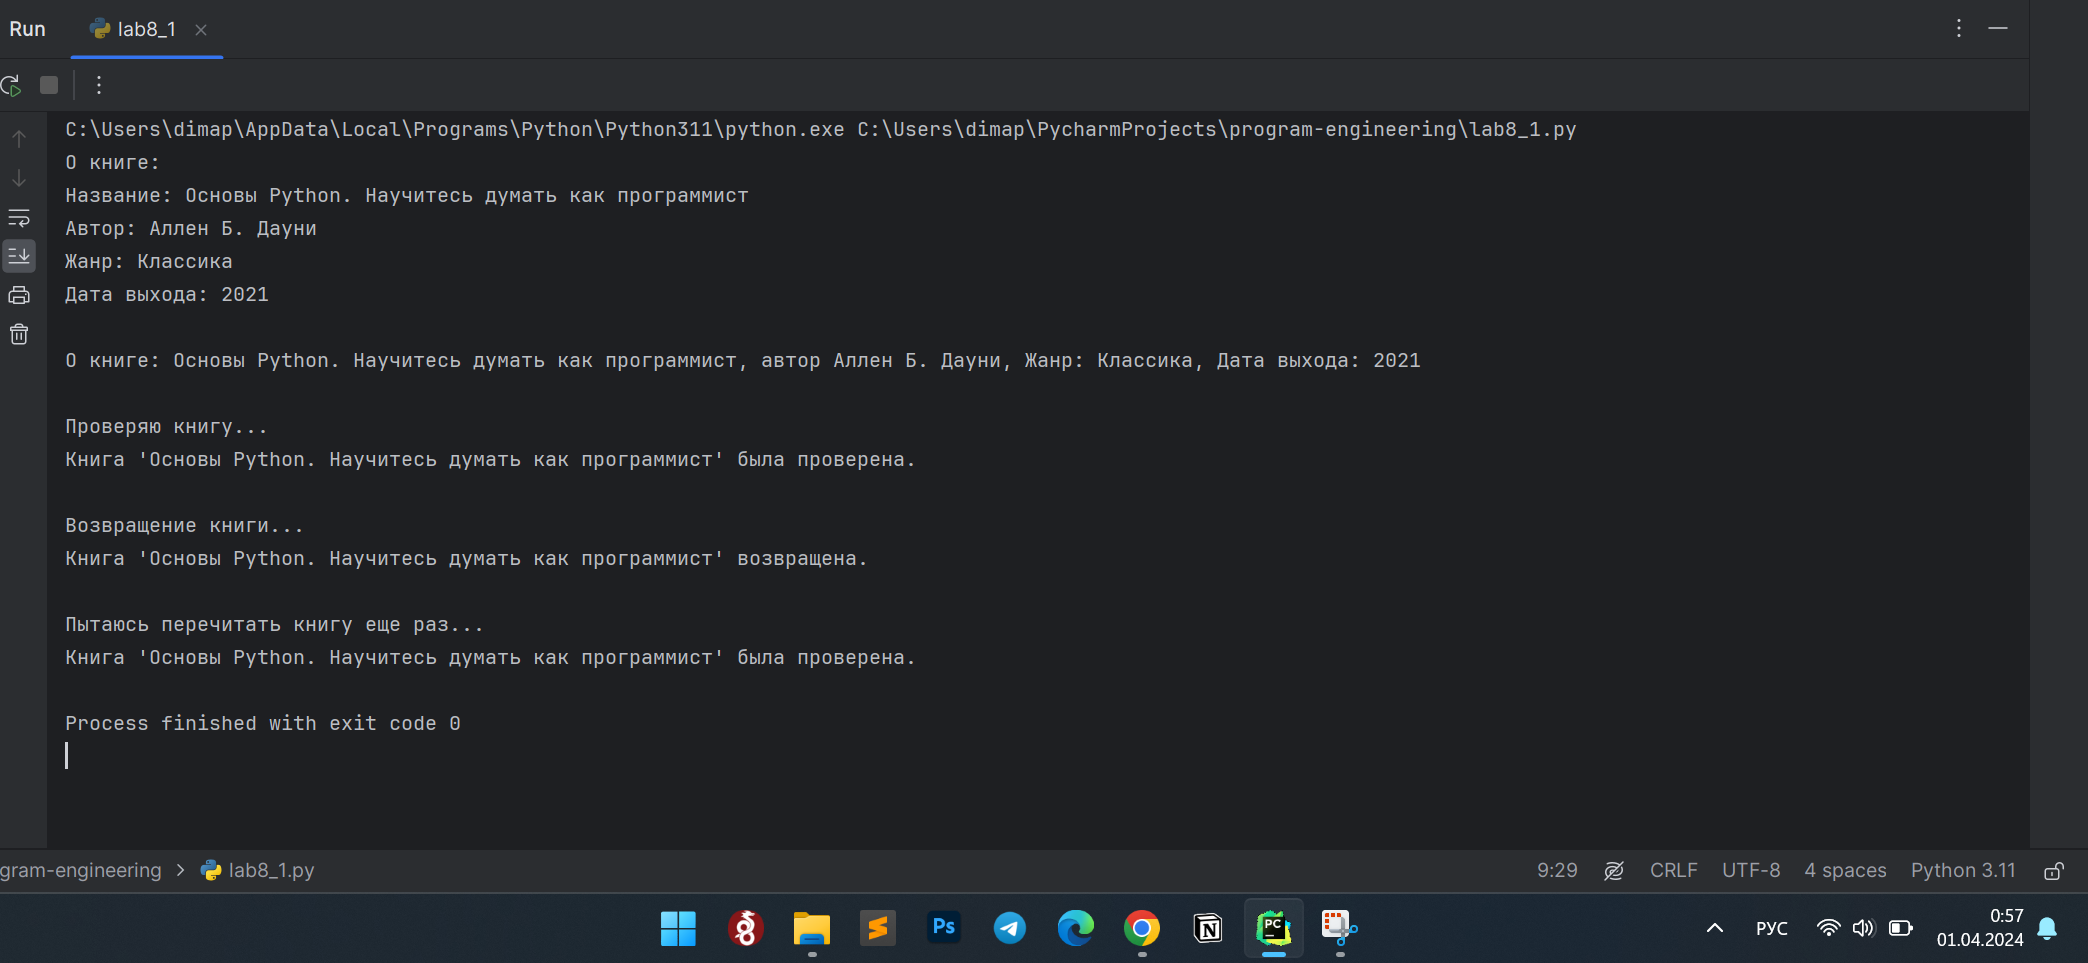 Run lab8_1
C:\Users\dimap\AppData\Local\Programs\Python\Python311\python.exe C:\Users\dimap\PycharmProjects\program-engineering\lab8_1.py
О книге:
Название: Основы Python. Научитесь думать как программист
Автор: Аллен Б. Дауни
Жанр: Классика
Дата выхода: 2021
О книге: Основы Python. Научитесь думать как программист, автор Аллен Б. Дауни, Жанр: Классика, Дата выхода: 2021
Проверяю книгу...
Книга 'Основы Python. Научитесь думать как программист' была проверена.
Возвращение книги...
Книга 'Основы Python. Научитесь думать как программист' возвращена.
Пытаюсь перечитать книгу еще раз...
Книга 'Основы Python. Научитесь думать как программист' была проверена.
Process finished with exit code 0
gram-engineering > lab8_1.py 9:29 CRLF UTF-8 4 spaces Python 3.11
Ps N PC РУС 0:57
01.04.2024